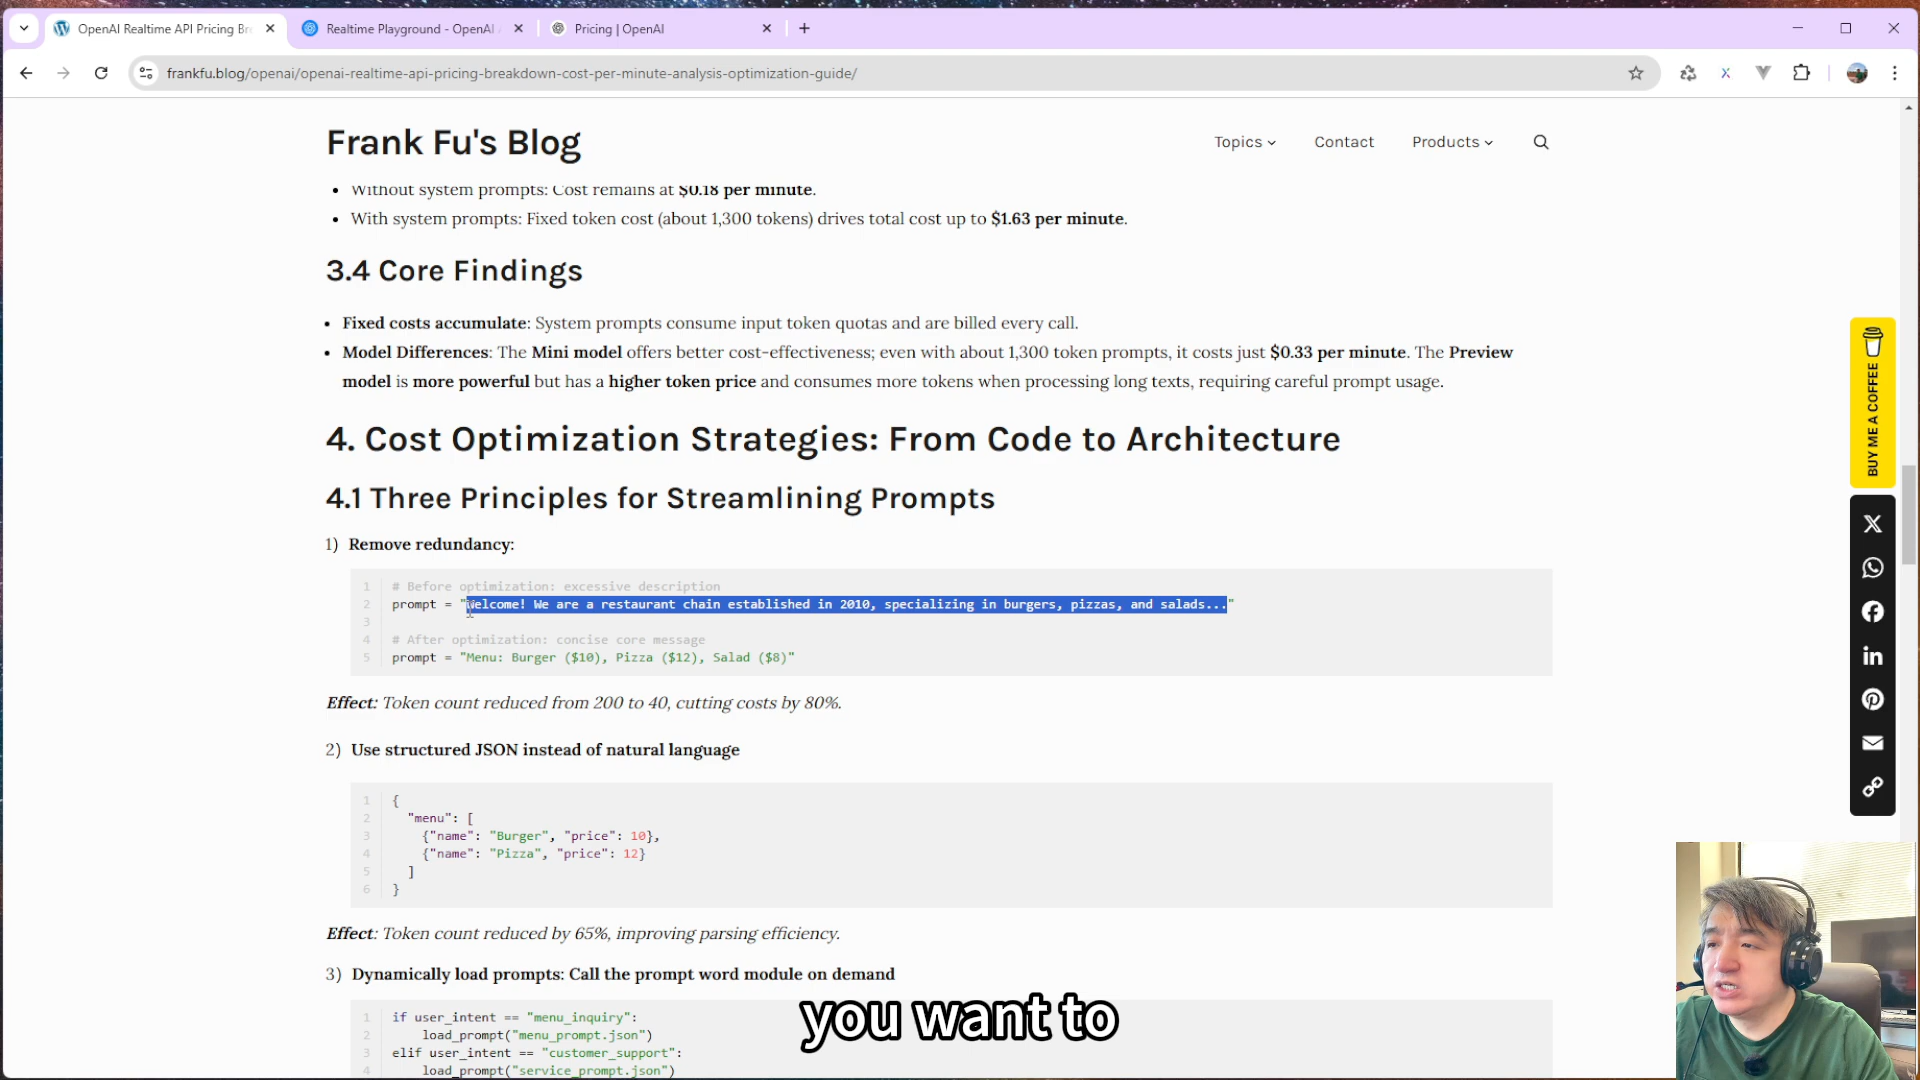 OpenAI Realtime API Pricing Br
Realtime Playground - OpenAI
Pricing | OpenAI
frankfu.blog/openai/openai-realtime-api-pricing-breakdown-cost-per-minute-analysis-optimization-guide/
Frank Fu's Blog
Topics
Contact
Products
Without system prompts: Cost remains at $0.18 per minute.
With system prompts: Fixed token cost (about 1,300 tokens) drives total cost up to $1.63 per minute.
3.4 Core Findings
Fixed costs accumulate: System prompts consume input token quotas and are billed every call.
Model Differences: The Mini model offers better cost-effectiveness; even with about 1,300 token prompts, it costs just $0.33 per minute. The Preview
model is more powerful but has a higher token price and consumes more tokens when processing long texts, requiring careful prompt usage.
BUY ME A COFFEE
4. Cost Optimization Strategies: From Code to Architecture
4.1 Three Principles for Streamlining Prompts
1) Remove redundancy:
1 # Before optimization: excessive description
2 prompt = "Welcome! We are a restaurant chain established in 2010, specializing in burgers, pizzas, and salads..."
3
4 # After optimization: concise core message
5 prompt = "Menu: Burger ($10), Pizza ($12), Salad ($8)"
Effect: Token count reduced from 200 to 40, cutting costs by 80%.
2) Use structured JSON instead of natural language
1 {
2 "menu": [
3 {"name": "Burger", "price": 10},
4 {"name": "Pizza", "price": 12}
5 ]
6 }
Effect: Token count reduced by 65%, improving parsing efficiency.
3) Dynamically load prompts: Call the prompt word module on demand
1 if user_intent == "menu_inquiry":
2 load_prompt("menu_prompt.json")
3 elif user_intent == "customer_support":
4 load_prompt("service_prompt.json")
you want to